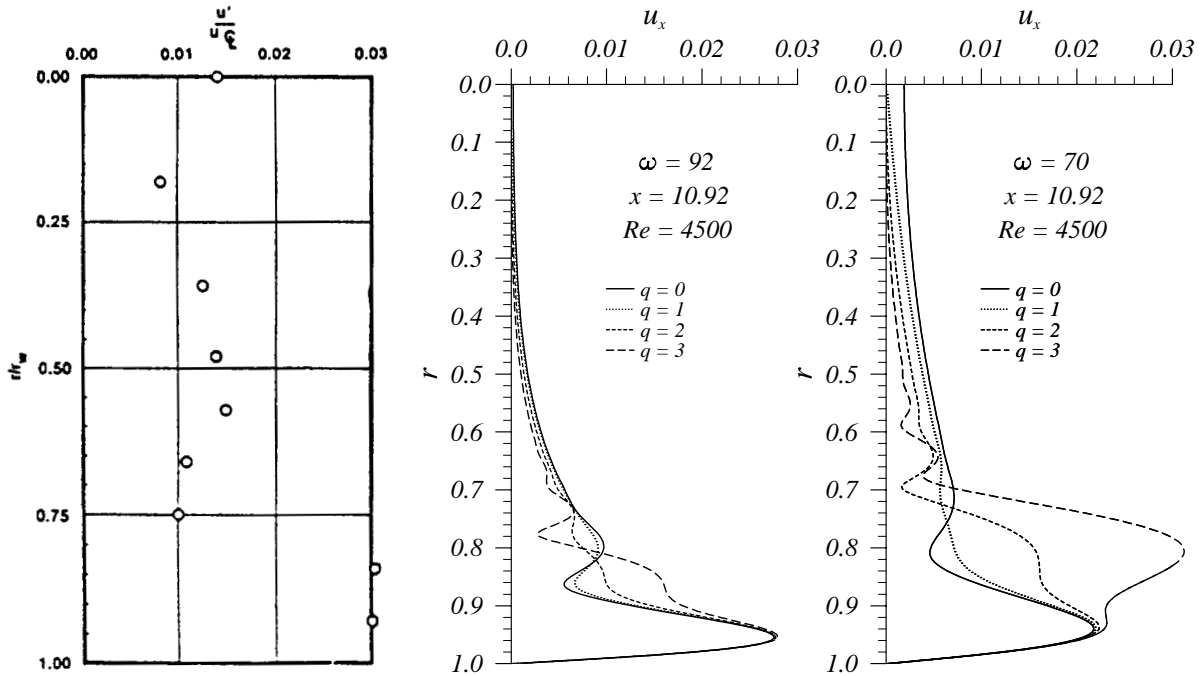 u'
u ℄
0.00 0.01 0.02 0.03
0.00
0.25
0.50
0.75
1.00
r/r_w
u_x
0.0 0.01 0.02 0.03
0.0
0.1
0.2
0.3
0.4
0.5
0.6
0.7
0.8
0.9
1.0
r
ω = 92
x = 10.92
Re = 4500
q = 0
q = 1
q = 2
q = 3
u_x
0.0 0.01 0.02 0.03
0.0
0.1
0.2
0.3
0.4
0.5
0.6
0.7
0.8
0.9
1.0
r
ω = 70
x = 10.92
Re = 4500
q = 0
q = 1
q = 2
q = 3